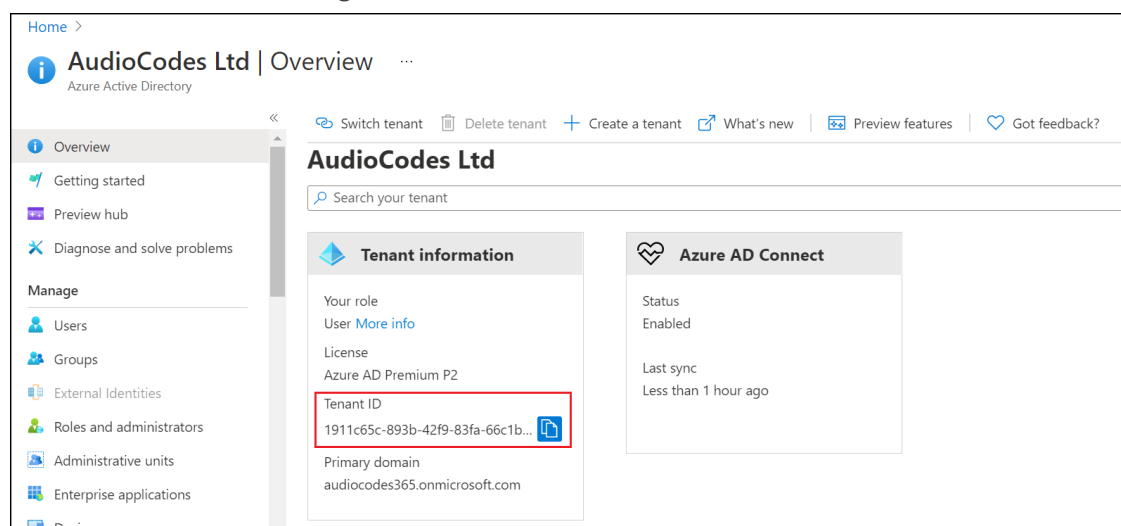 Home >
AudioCodes Ltd | Overview ...
Azure Active Directory
«
Switch tenant Delete tenant Create a tenant What's new Preview features Got feedback?
Overview
Getting started
Preview hub
Diagnose and solve problems
Manage
Users
Groups
External Identities
Roles and administrators
Administrative units
Enterprise applications
AudioCodes Ltd
Search your tenant
Tenant information
Your role
User More info
License
Azure AD Premium P2
Tenant ID
1911c65c-893b-42f9-83fa-66c1b...
Primary domain
audiocodes365.onmicrosoft.com
Azure AD Connect
Status
Enabled
Last sync
Less than 1 hour ago